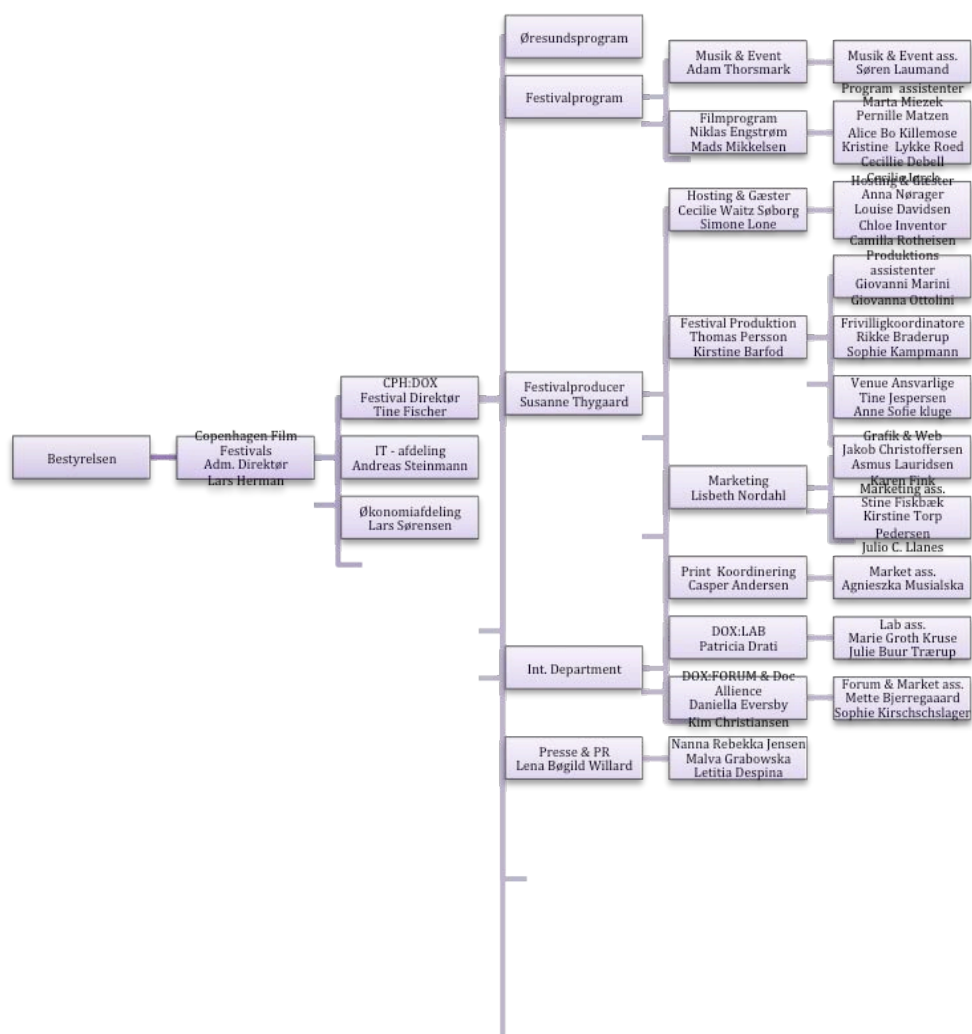 Bestyrelsen
Copenhagen Film
Festivals
Adm. Direktør
Lars Herman
CPH:DOX
Festival Direktør
Tine Fischer
IT - afdeling
Andreas Steinmann
Økonomiafdeling
Lars Sørensen
Øresundsprogram
Festivalprogram
Festivalproducer
Susanne Thygaard
Int. Department
Presse & PR
Lena Bøgild Willard
Musik & Event
Adam Thorsmark
Filmprogram
Niklas Engstrøm
Mads Mikkelsen
Hosting & Gæster
Cecilie Waitz Søborg
Simone Lone
Festival Produktion
Thomas Persson
Kirstine Barfod
Marketing
Lisbeth Nordahl
Print Koordinering
Casper Andersen
DOX:LAB
Patricia Drati
DOX:FORUM & Doc
Allience
Daniella Eversby
Kim Christiansen
Nanna Rebekka Jensen
Malva Grabowska
Letitia Despina
Musik & Event ass.
Søren Laumand
Program assistenter
Marta Miezek
Pernille Matzen
Alice Bo Killemose
Kristine Lykke Roed
Cecillie Debell
Cecilie Jørck
Hosting & Gæster
Anna Nørager
Louise Davidsen
Chloe Inventor
Camilla Rotheisen
Produktions
assistenter
Giovanni Marini
Giovanna Ottolini
Frivilligkoordinatore
Rikke Braderup
Sophie Kampmann
Venue Ansvarlige
Tine Jespersen
Anne Sofie kluge
Grafik & Web
Jakob Christoffersen
Asmus Lauridsen
Karen Fink
Marketing ass.
Stine Fiskbæk
Kirstine Torp
Pedersen
Julio C. Llanes
Market ass.
Agnieszka Musialska
Lab ass.
Marie Groth Kruse
Julie Buur Trærup
Forum & Market ass.
Mette Bjerregaaard
Sophie Kirschschslager